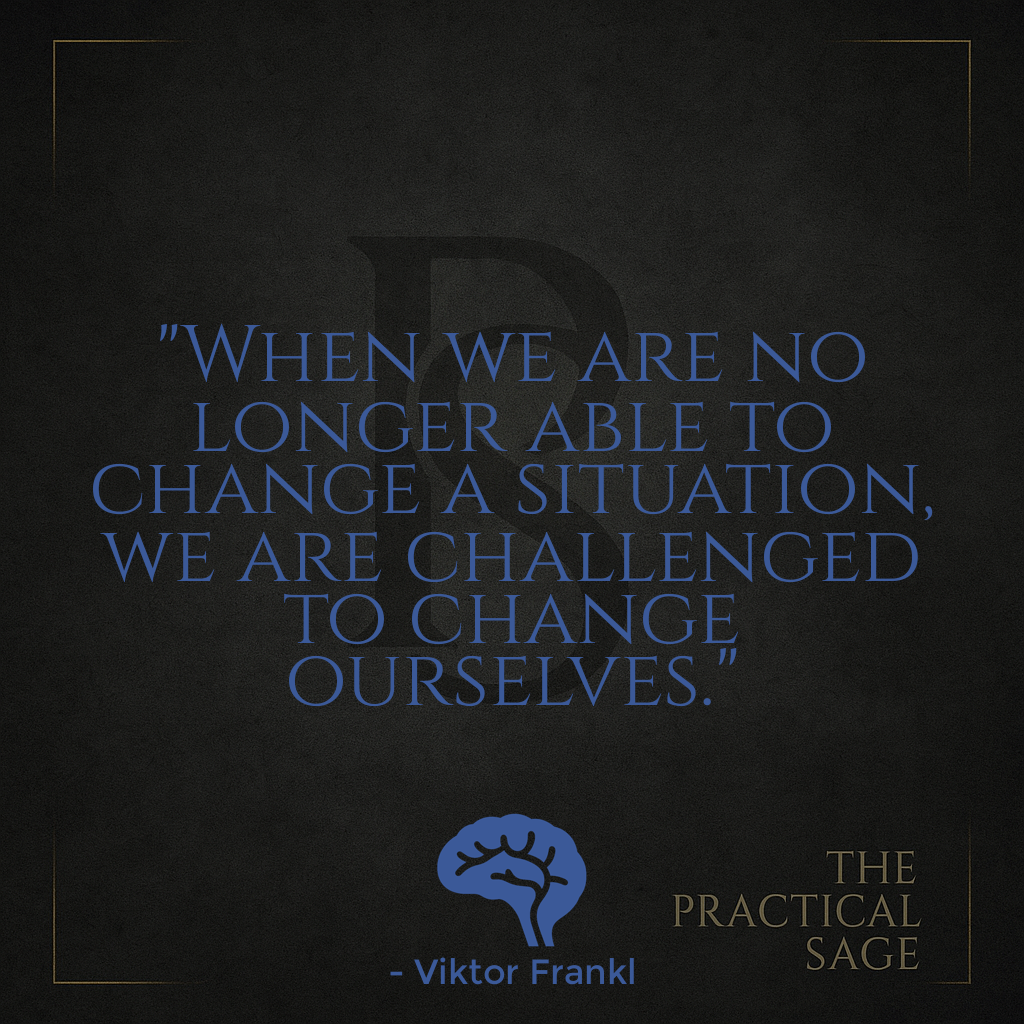 "When we are no
longer able to
change a situation,
we are challenged
to change
ourselves."
- Viktor Frankl
THE
PRACTICAL
SAGE